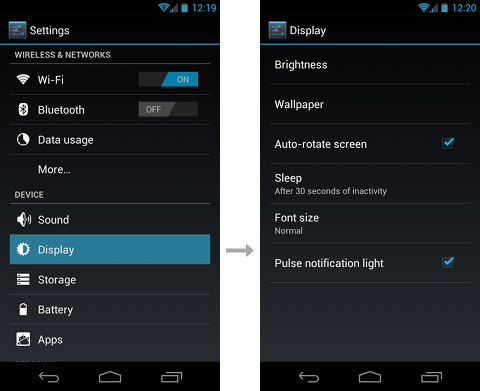 12:19
Settings
WIRELESS & NETWORKS
Wi-Fi
ON
Bluetooth
OFF
Data usage
More...
DEVICE
Sound
Display
Storage
Battery
Apps
12:20
Display
Brightness
Wallpaper
Auto-rotate screen
Sleep
After 30 seconds of inactivity
Font size
Normal
Pulse notification light